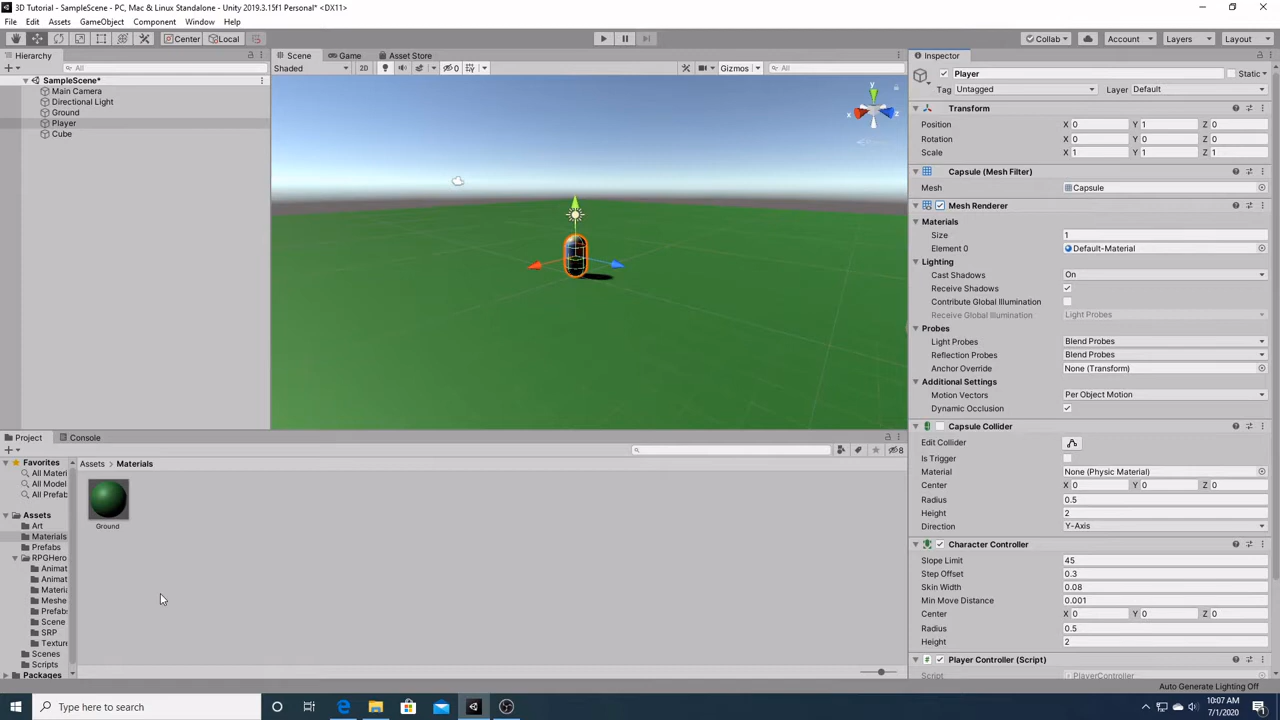 3D Tutorial - SampleScene - PC, Mac & Linux Standalone - Unity 2019.3.15f1 Personal* <DX11>
File Edit Assets GameObject Component Window Help
Center Local Collab Account Layers Layout
Hierarchy
All
SampleScene*
Main Camera
Directional Light
Ground
Player
Cube
Scene Game Asset Store
Shaded 2D 0 Gizmos All
y
x z
Inspector
Player Static
Tag Untagged Layer Default
Transform
Position X 0 Y 1 Z 0
Rotation X 0 Y 0 Z 0
Scale X 1 Y 1 Z 1
Capsule (Mesh Filter)
Mesh Capsule
Mesh Renderer
Materials
Size 1
Element 0 Default-Material
Lighting
Cast Shadows On
Receive Shadows
Contribute Global Illumination
Receive Global Illumination Light Probes
Probes
Light Probes Blend Probes
Reflection Probes Blend Probes
Anchor Override None (Transform)
Additional Settings
Motion Vectors Per Object Motion
Dynamic Occlusion
Capsule Collider
Edit Collider
Is Trigger
Material None (Physic Material)
Center X 0 Y 0 Z 0
Radius 0.5
Height 2
Direction Y-Axis
Character Controller
Slope Limit 45
Step Offset 0.3
Skin Width 0.08
Min Move Distance 0.001
Center X 0 Y 0 Z 0
Radius 0.5
Height 2
Player Controller (Script)
Script PlayerController
Auto Generate Lighting Off
Project Console
8
Favorites
All Materi
All Model
All Prefab
Assets
Art
Materials
Prefabs
RPGHero
Animat
Animat
Materia
Meshe
Prefabs
Scene
SRP
Texture
Scenes
Scripts
Packages
Assets > Materials
Ground
Type here to search
10:07 AM
7/1/2020
1